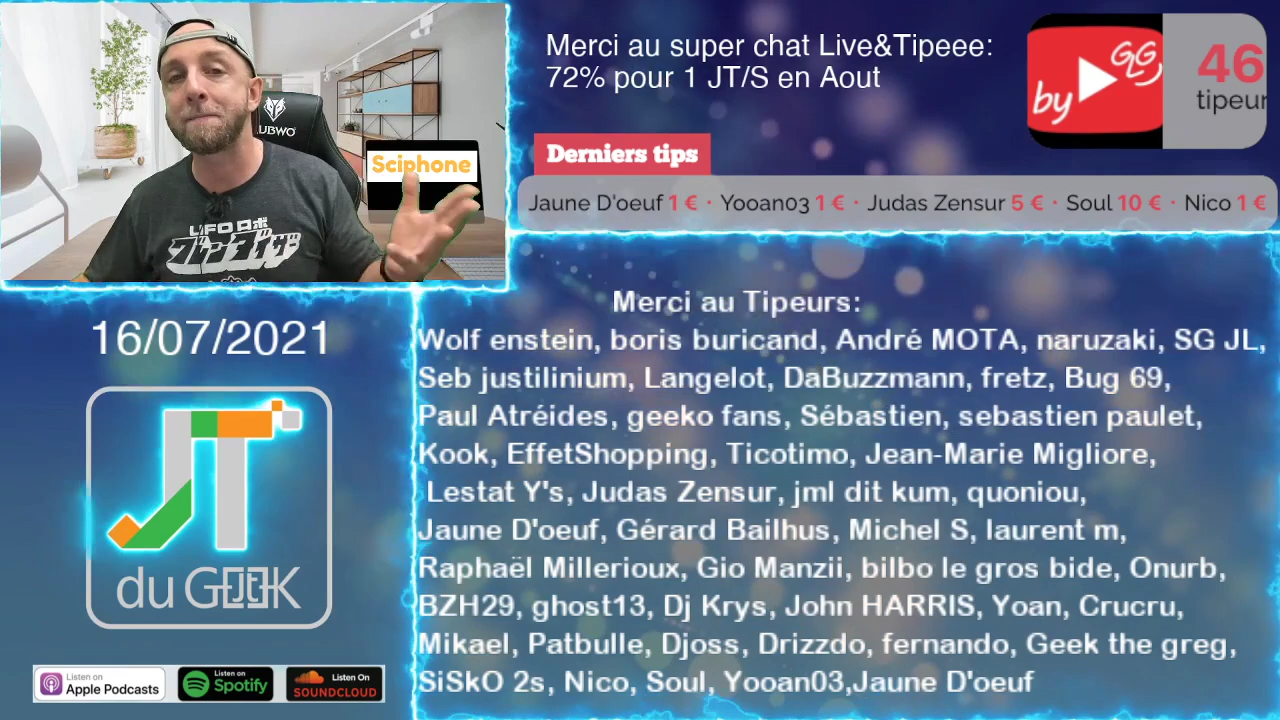 Merci au super chat Live&Tipeee:
72% pour 1 JT/S en Aout
by GG
46
tipeur
Derniers tips
Jaune D'oeuf 1 € · Yooan03 1 € · Judas Zensur 5 € · Soul 10 € · Nico 1 €
Sciphone
16/07/2021
JT
du GEEK
Listen on
Apple Podcasts
Listen on
Spotify
Listen On
SOUNDCLOUD
Merci au Tipeurs:
Wolf enstein, boris buricand, André MOTA, naruzaki, SG JL,
Seb justilinium, Langelot, DaBuzzmann, fretz, Bug 69,
Paul Atréides, geeko fans, Sébastien, sebastien paulet,
Kook, EffetShopping, Ticotimo, Jean-Marie Migliore,
Lestat Y's, Judas Zensur, jml dit kum, quoniou,
Jaune D'oeuf, Gérard Bailhus, Michel S, laurent m,
Raphaël Millerioux, Gio Manzii, bilbo le gros bide, Onurb,
BZH29, ghost13, Dj Krys, John HARRIS, Yoan, Crucru,
Mikael, Patbulle, Djoss, Drizzdo, fernando, Geek the greg,
SiSkO 2s, Nico, Soul, Yooan03,Jaune D'oeuf